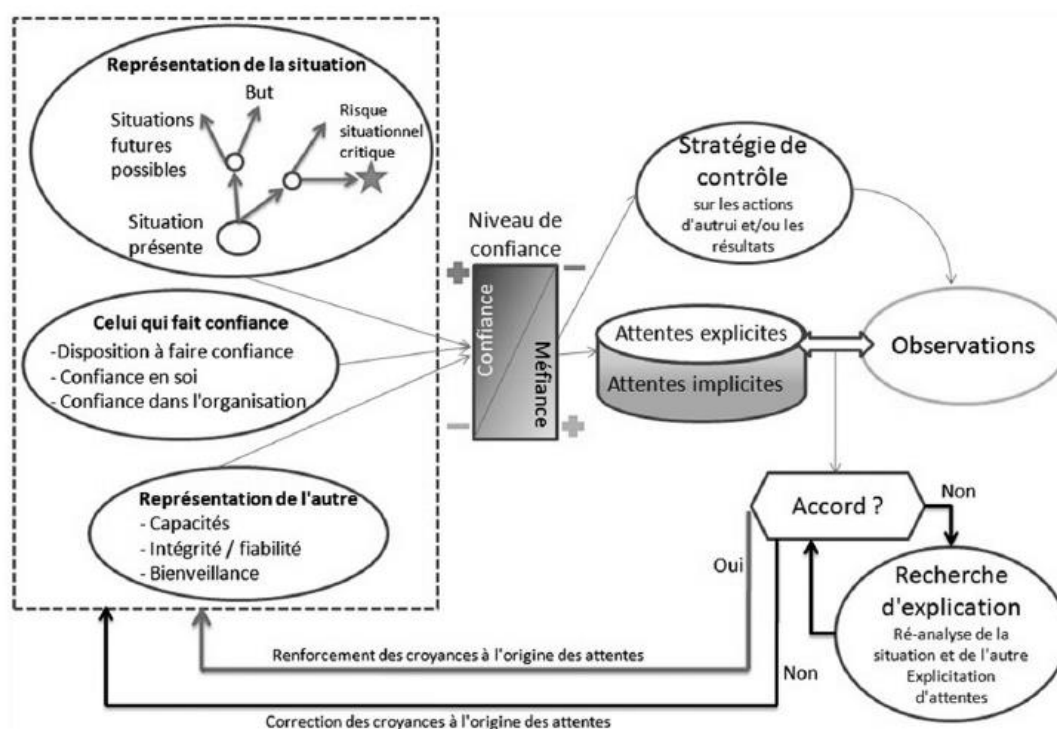 Représentation de la situation
But
Situations
futures
possibles
Risque
situationnel
critique
Situation
présente
Celui qui fait confiance
-Disposition à faire confiance
- Confiance en soi
- Confiance dans l'organisation
Représentation de l'autre
- Capacités
- Intégrité / fiabilité
- Bienveillance
Niveau de
confiance
+ −
Confiance
Méfiance
− +
Stratégie de
contrôle
sur les actions
d'autrui et/ou les
résultats
Attentes explicites
Attentes implicites
Observations
Accord ?
Non
Oui
Non
Recherche
d'explication
Ré-analyse de la
situation et de l'autre
Explicitation
d'attentes
Renforcement des croyances à l'origine des attentes
Correction des croyances à l'origine des attentes